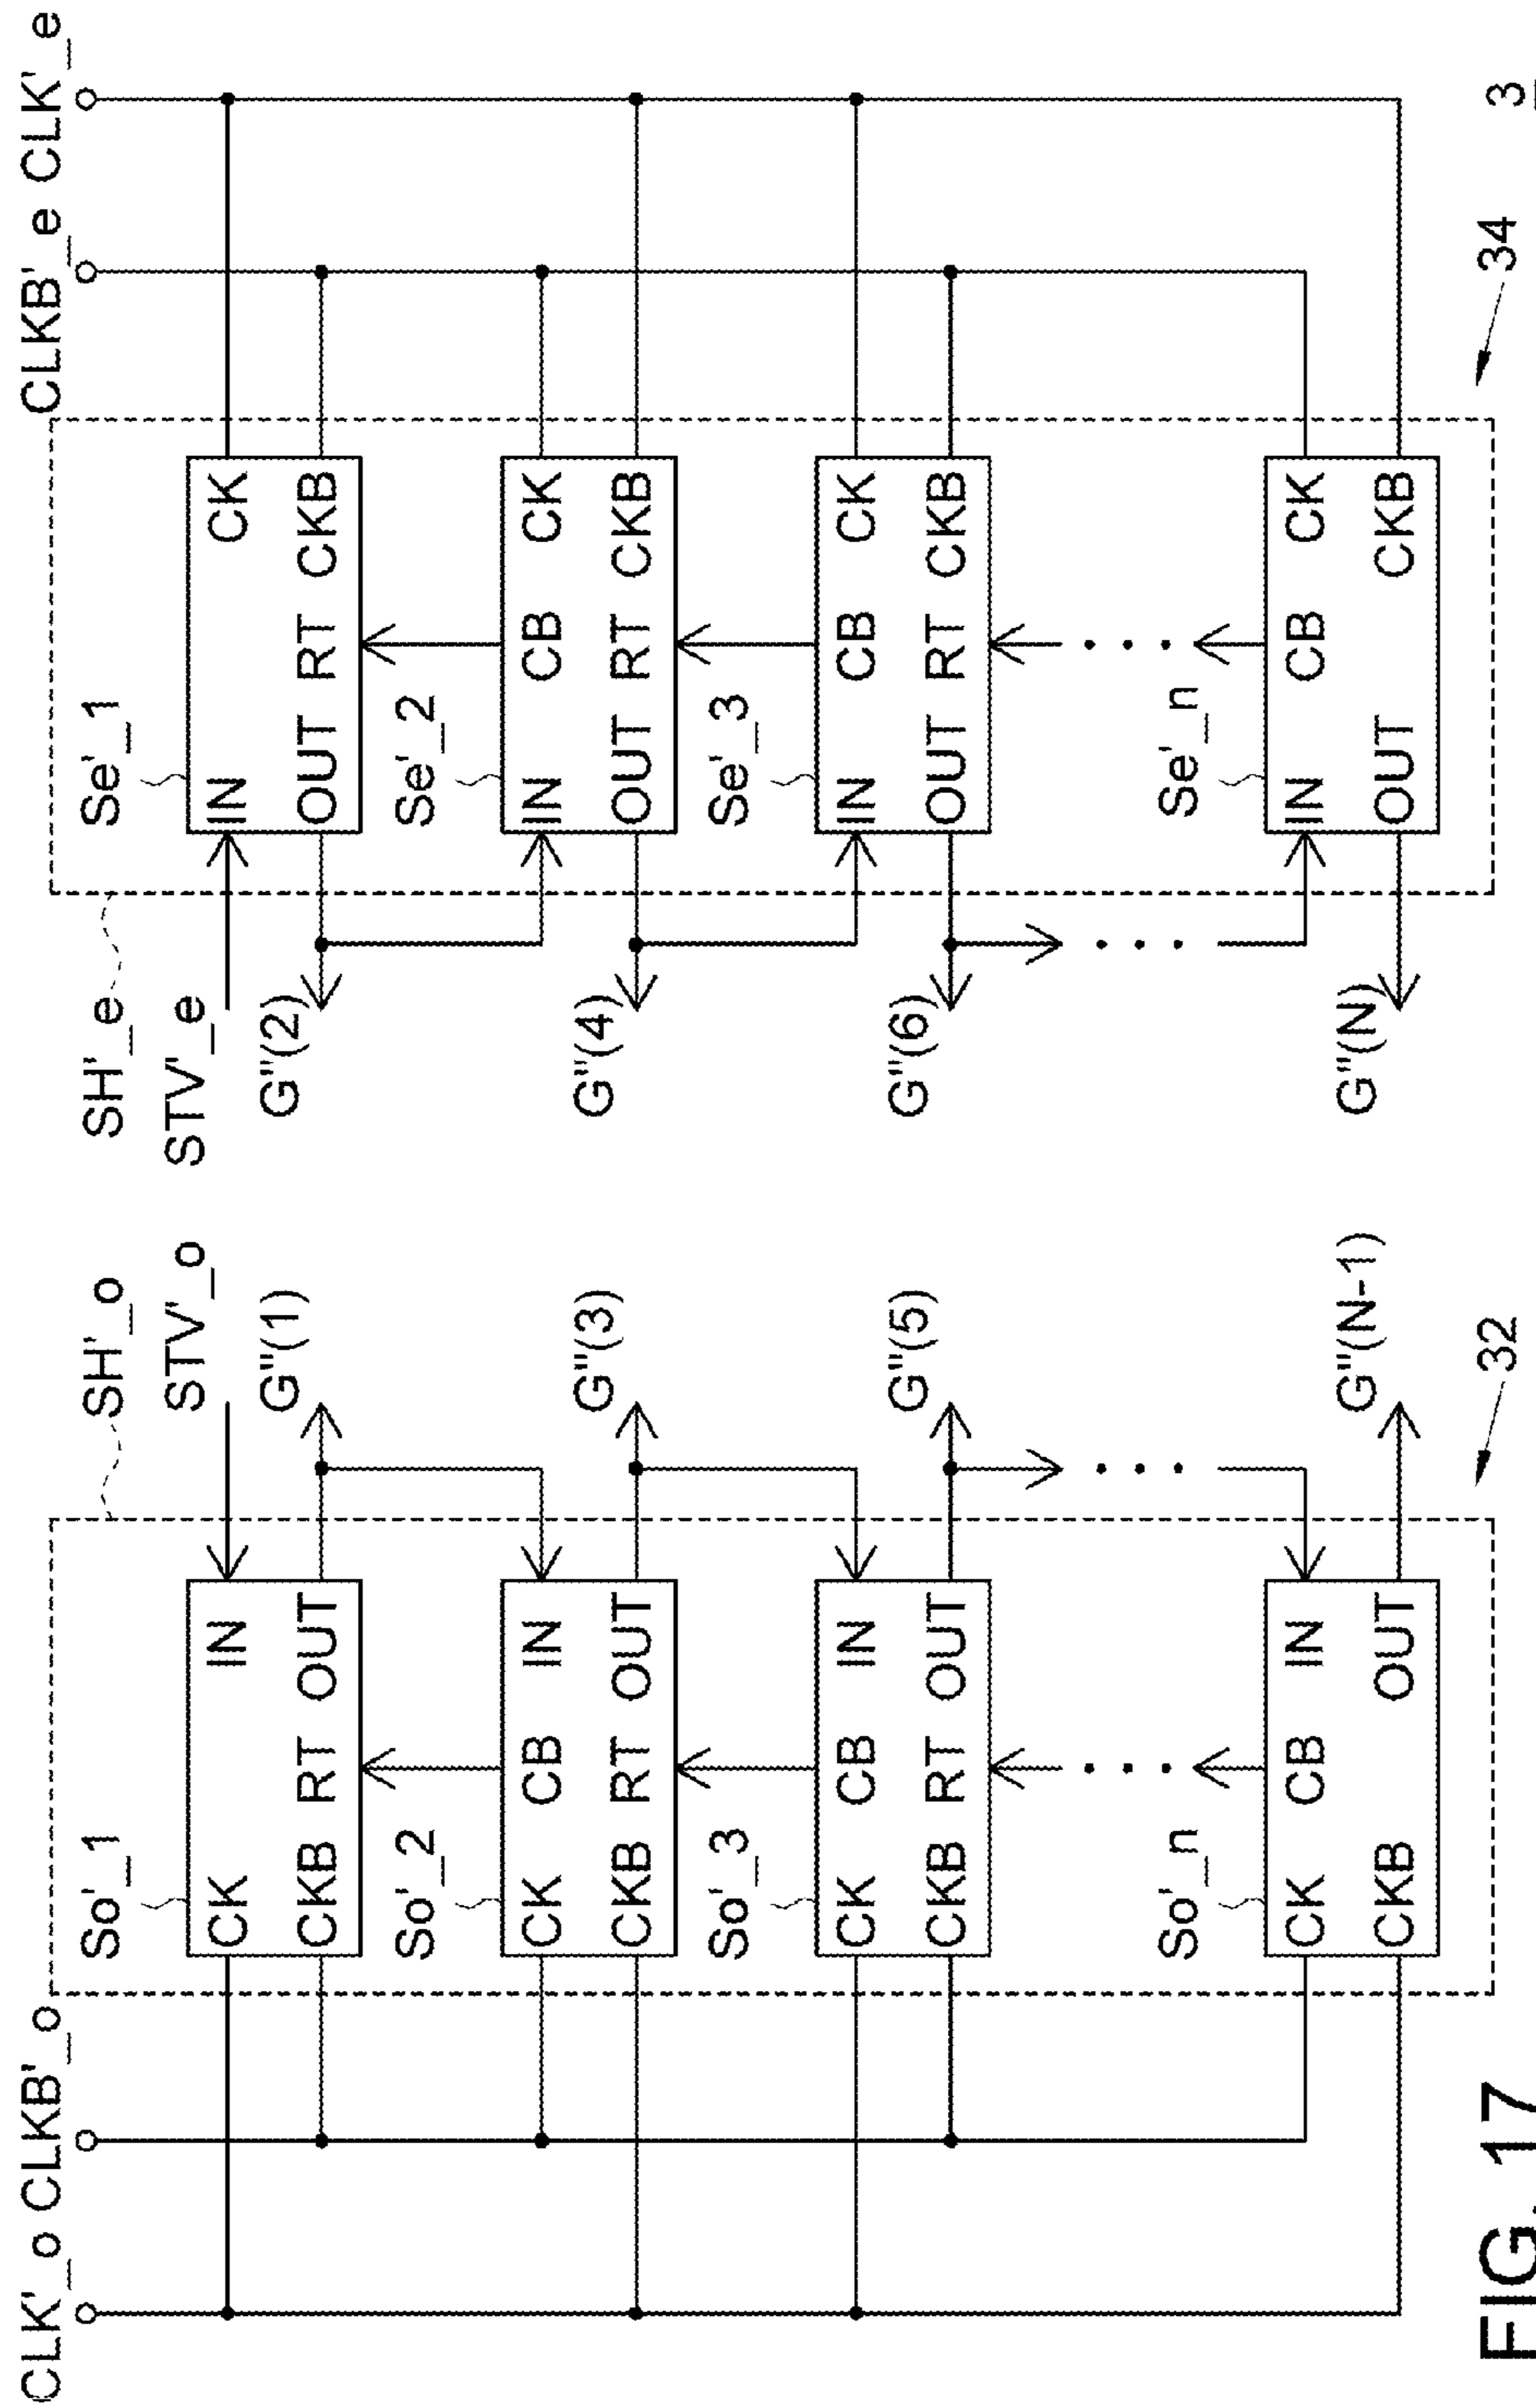 CLK'_o CLKB'_o
CLKB'_e CLK'_e
SH'_o
SH'_e
So'_1
STV'_o
STV'_e
Se'_1
CK IN
CKB RT OUT
G"(1)
G"(2)
IN CK
OUT RT CKB
So'_2
Se'_2
CK CB IN
CKB RT OUT
G"(3)
G"(4)
IN CB CK
OUT RT CKB
So'_3
Se'_3
CK CB IN
CKB RT OUT
G"(5)
G"(6)
IN CB CK
OUT RT CKB
So'_n
Se'_n
CK CB IN
CKB OUT
G"(N-1)
G"(N)
IN CB CK
OUT CKB
32
34
3
FIG. 17